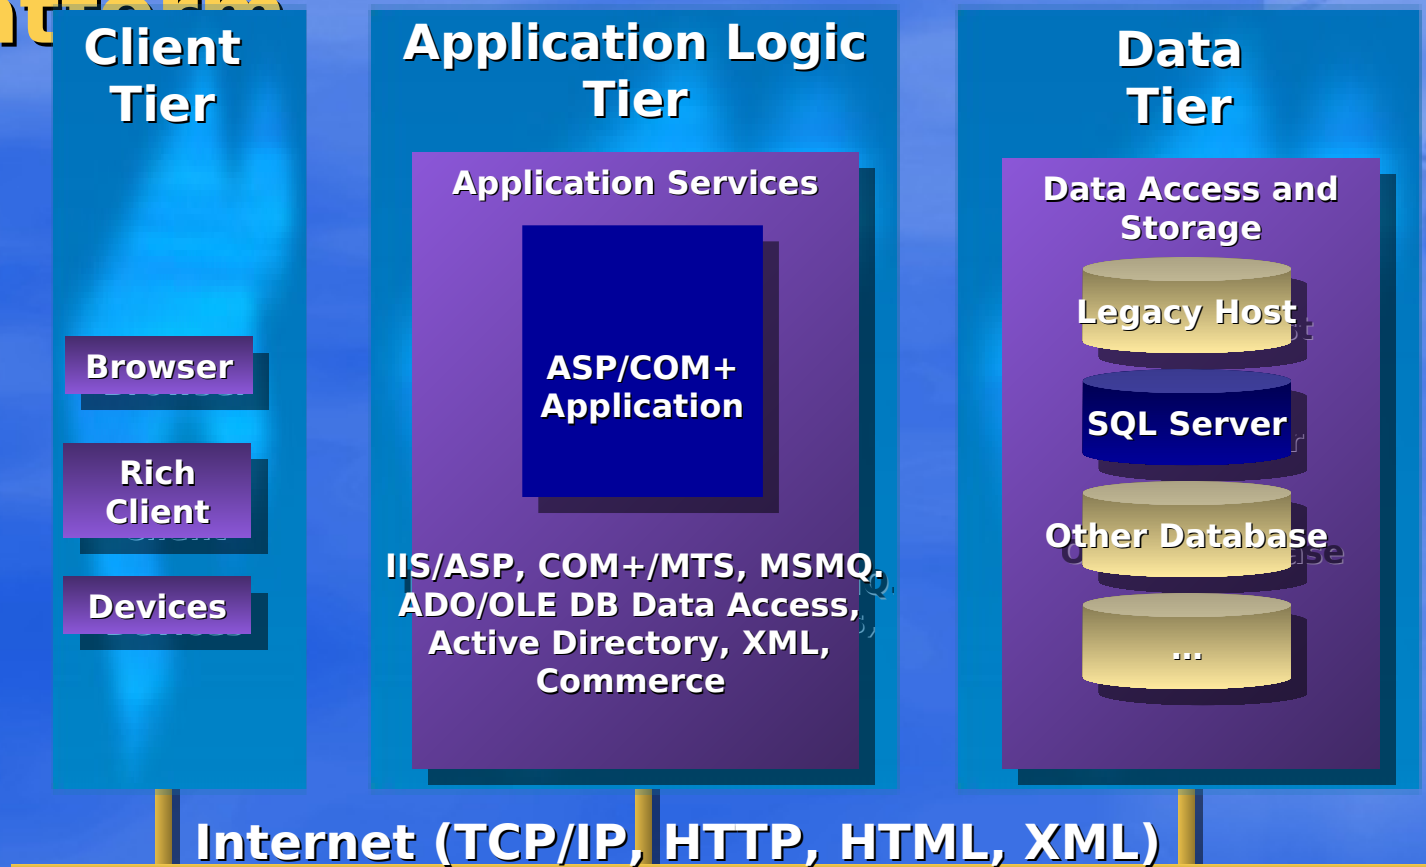 Client
Tier
Application Logic
Tier
Data
Tier
Application Services
Data Access and
Storage
Legacy Host
Browser
ASP/COM+
Application
SQL Server
Rich
Client
Other Database
IIS/ASP, COM+/MTS, MSMQ.
ADO/OLE DB Data Access,
Active Directory, XML,
Commerce
Devices
...
Internet (TCP/IP, HTTP, HTML, XML)